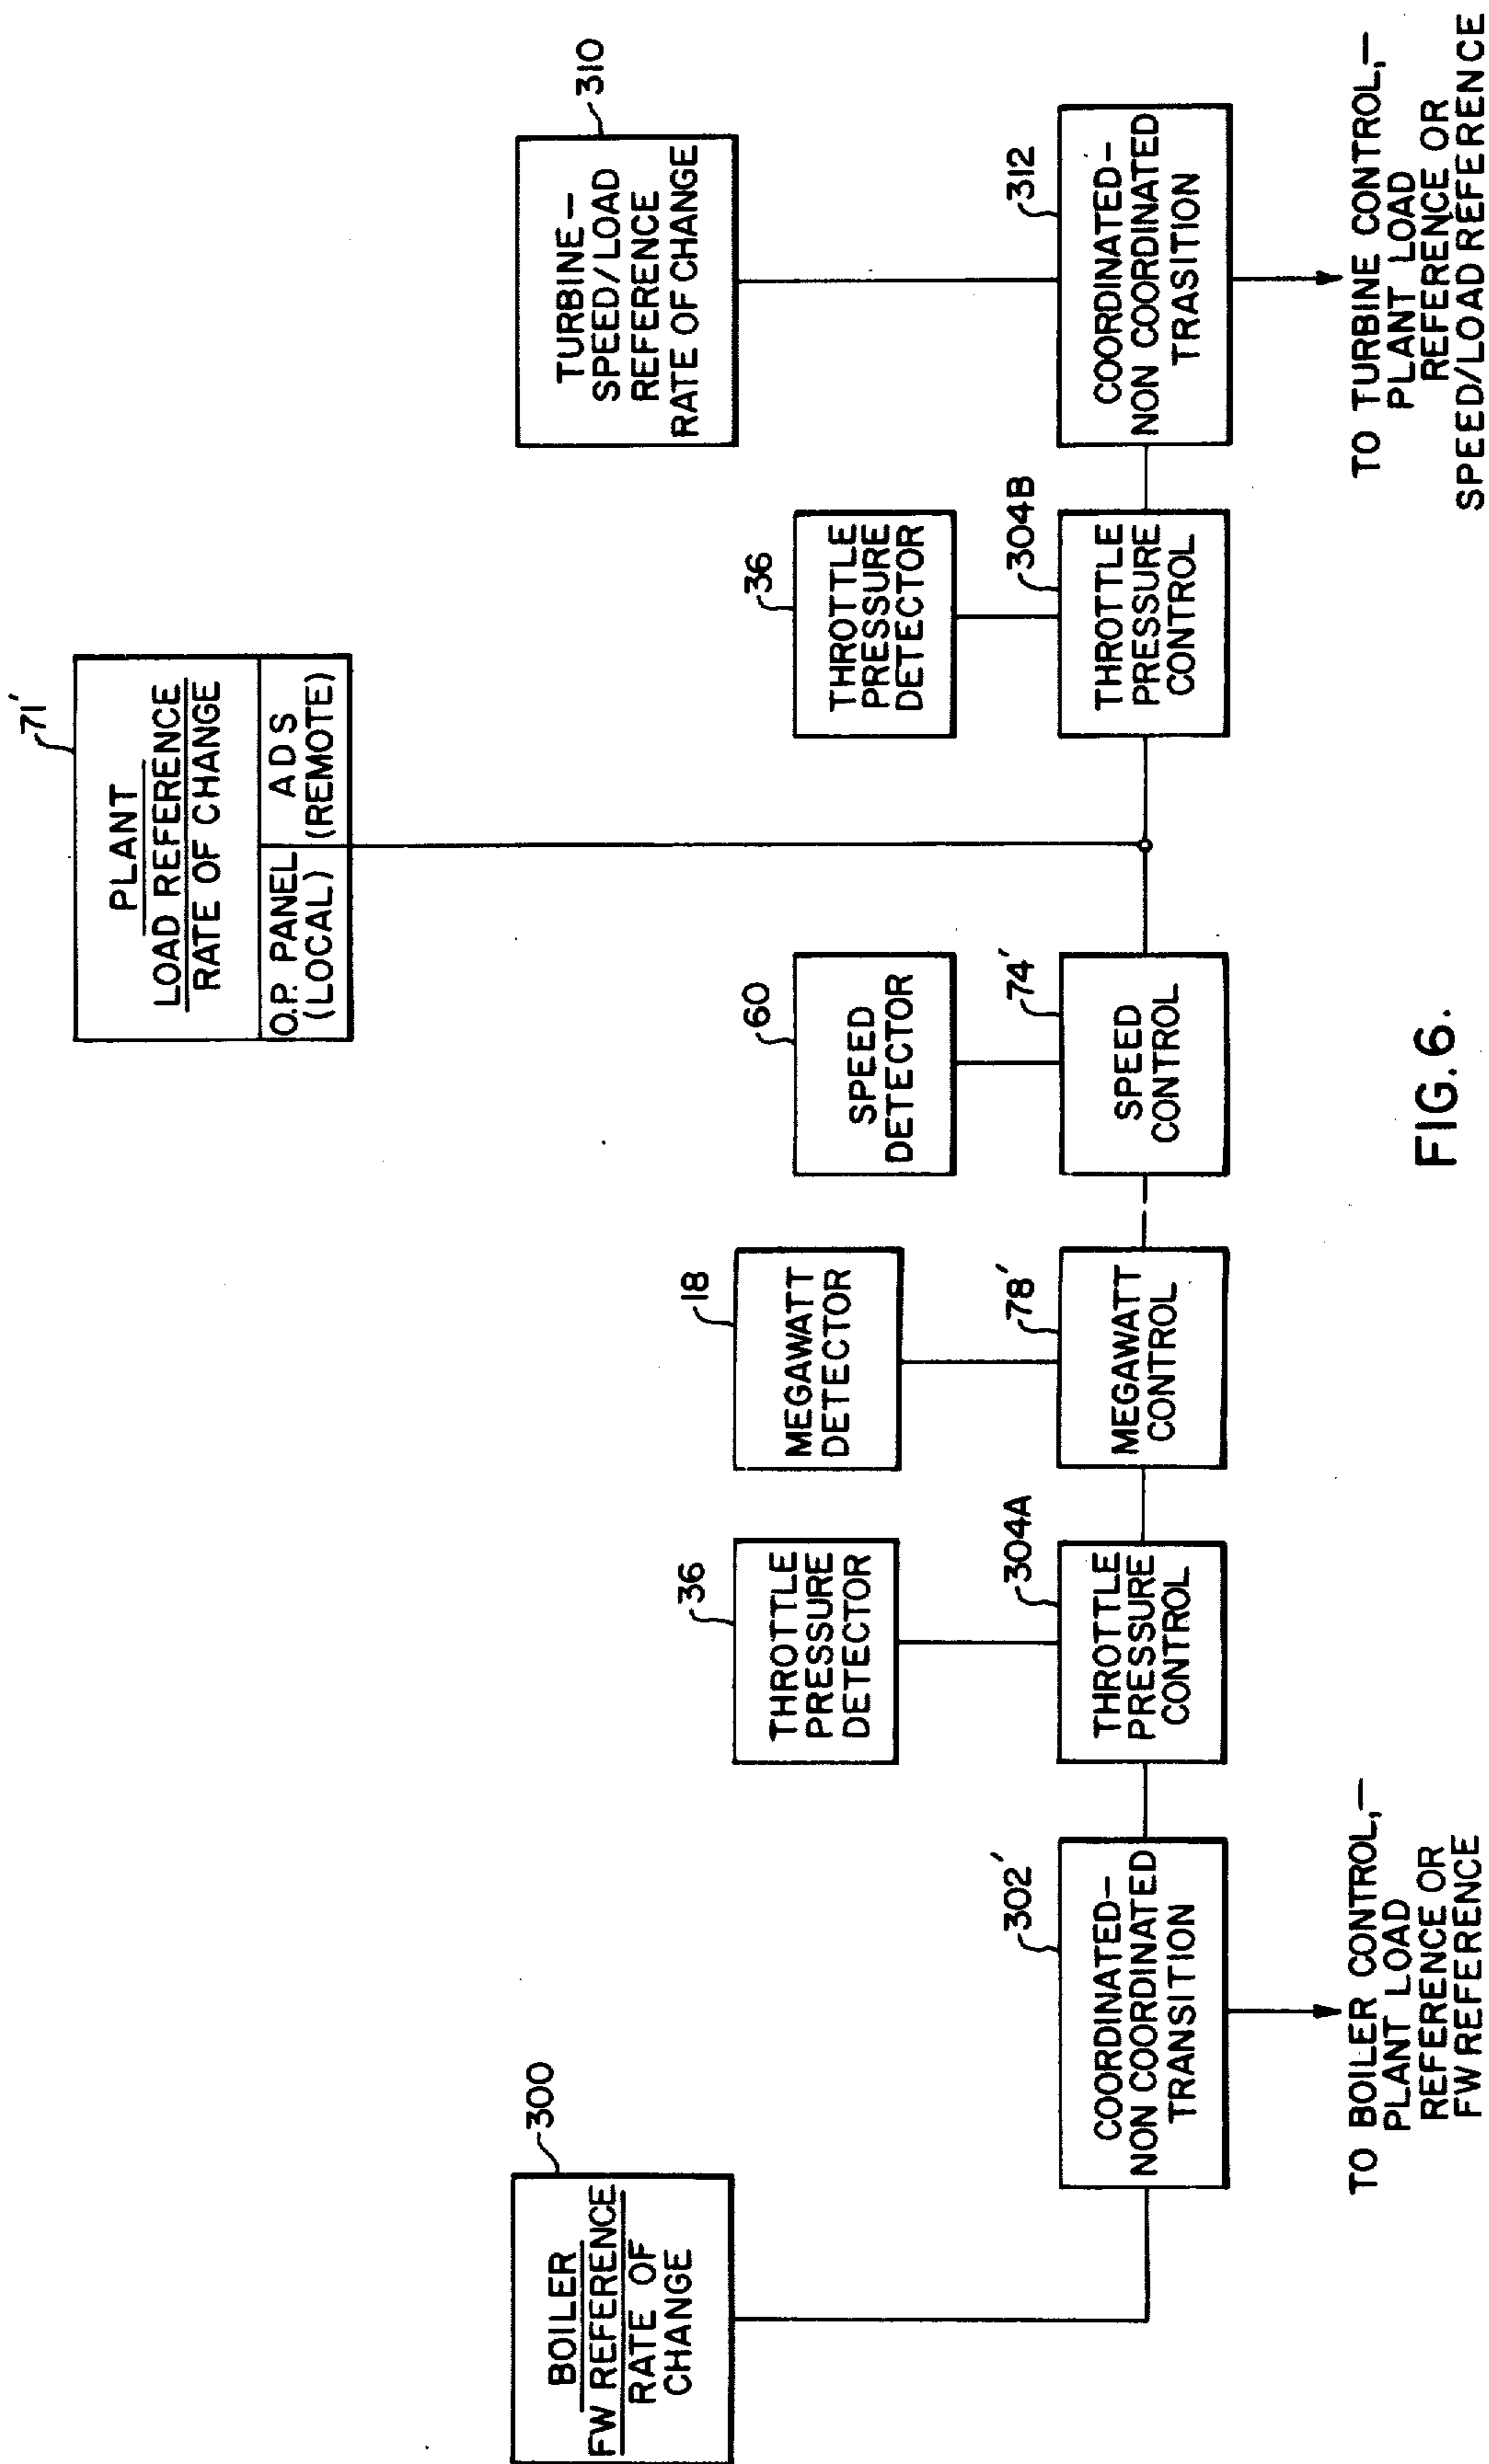 71'
PLANT
LOAD REFERENCE
RATE OF CHANGE
O.P. PANEL
(LOCAL)
ADS
(REMOTE)
300
BOILER
FW REFERENCE
RATE OF
CHANGE
310
TURBINE—
SPEED/LOAD
REFERENCE
RATE OF CHANGE
36
THROTTLE
PRESSURE
DETECTOR
18
MEGAWATT
DETECTOR
60
SPEED
DETECTOR
36
THROTTLE
PRESSURE
DETECTOR
302'
COORDINATED-
NON COORDINATED
TRANSITION
304A
THROTTLE
PRESSURE
CONTROL
78'
MEGAWATT
CONTROL
74'
SPEED
CONTROL
304B
THROTTLE
PRESSURE
CONTROL
312
COORDINATED-
NON COORDINATED
TRASITION
TO BOILER CONTROL,—
PLANT LOAD
REFERENCE OR
FW REFERENCE
TO TURBINE CONTROL,—
PLANT LOAD
REFERENCE OR
SPEED/LOAD REFERENCE
FIG. 6.